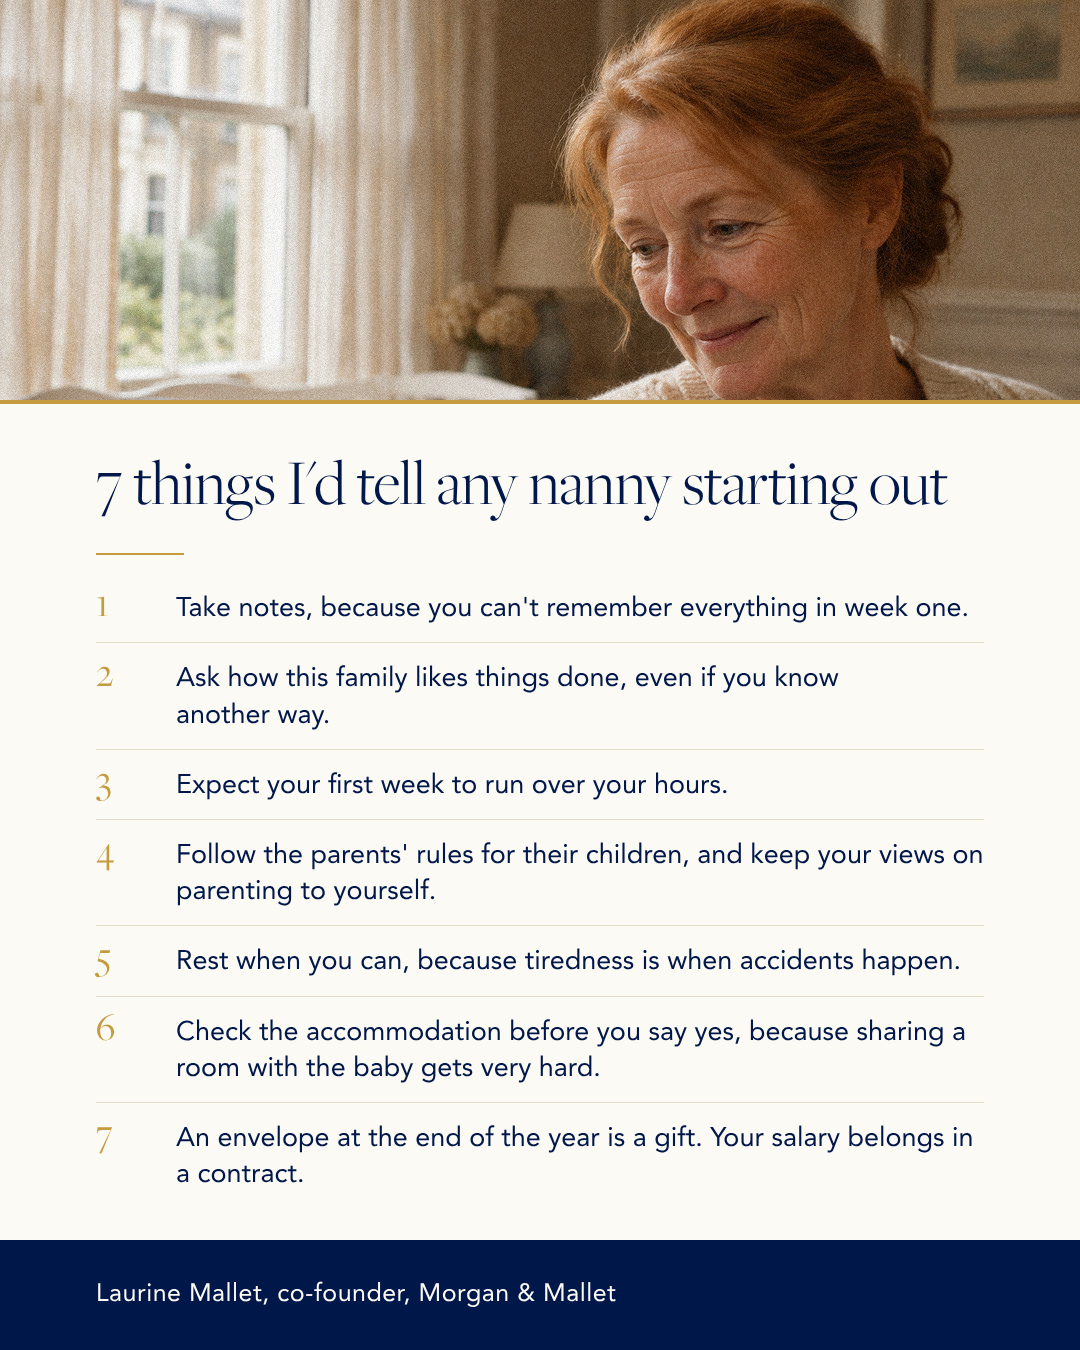 7 things I'd tell any nanny starting out
1 Take notes, because you can't remember everything in week one.
2 Ask how this family likes things done, even if you know
another way.
3 Expect your first week to run over your hours.
4 Follow the parents' rules for their children, and keep your views on
parenting to yourself.
5 Rest when you can, because tiredness is when accidents happen.
6 Check the accommodation before you say yes, because sharing a
room with the baby gets very hard.
7 An envelope at the end of the year is a gift. Your salary belongs in
a contract.
Laurine Mallet, co-founder, Morgan & Mallet